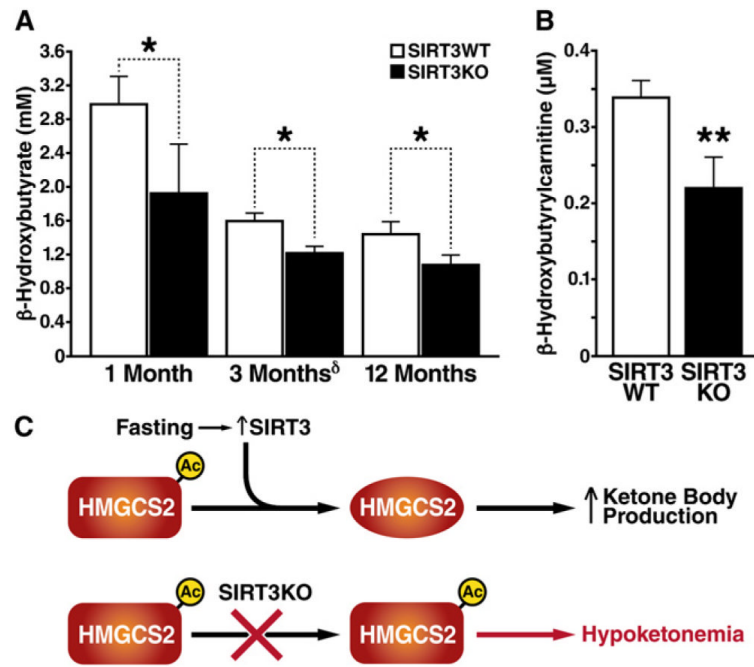 A
β-Hydroxybutyrate (mM)
3.6
3.2
2.8
2.4
2.0
1.6
1.2
0.8
0.4
0
*
*
*
SIRT3WT
SIRT3KO
1 Month
3 Monthsδ
12 Months
B
β-Hydroxybutyrylcarnitine (μM)
0.4
0.3
0.2
0.1
0
**
SIRT3
WT
SIRT3
KO
C
Fasting → ↑SIRT3
Ac
HMGCS2
HMGCS2
↑ Ketone Body
Production
Ac
HMGCS2
SIRT3KO
Ac
HMGCS2
Hypoketonemia